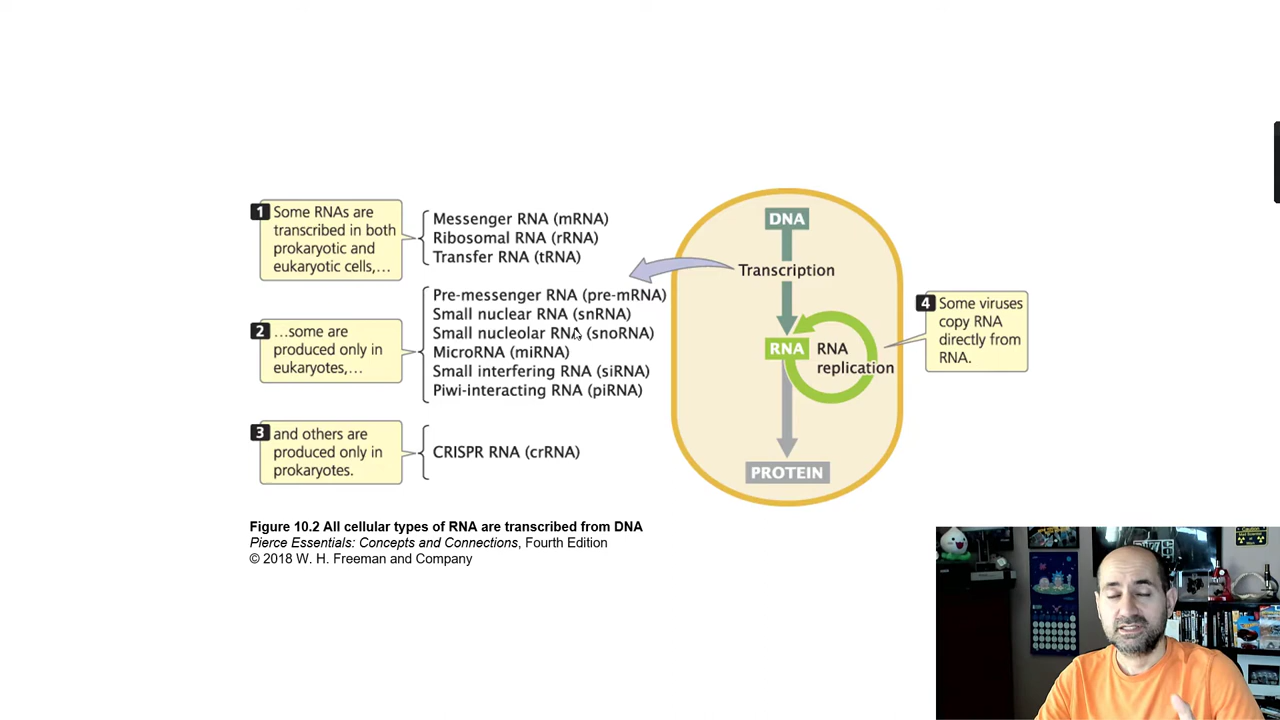 1 Some RNAs are
transcribed in both
prokaryotic and
eukaryotic cells,...
Messenger RNA (mRNA)
Ribosomal RNA (rRNA)
Transfer RNA (tRNA)
2 ...some are
produced only in
eukaryotes,...
Pre-messenger RNA (pre-mRNA)
Small nuclear RNA (snRNA)
Small nucleolar RNA (snoRNA)
MicroRNA (miRNA)
Small interfering RNA (siRNA)
Piwi-interacting RNA (piRNA)
3 and others are
produced only in
prokaryotes.
CRISPR RNA (crRNA)
DNA
Transcription
RNA
RNA
replication
PROTEIN
4 Some viruses
copy RNA
directly from
RNA.
Figure 10.2 All cellular types of RNA are transcribed from DNA
Pierce Essentials: Concepts and Connections, Fourth Edition
© 2018 W. H. Freeman and Company